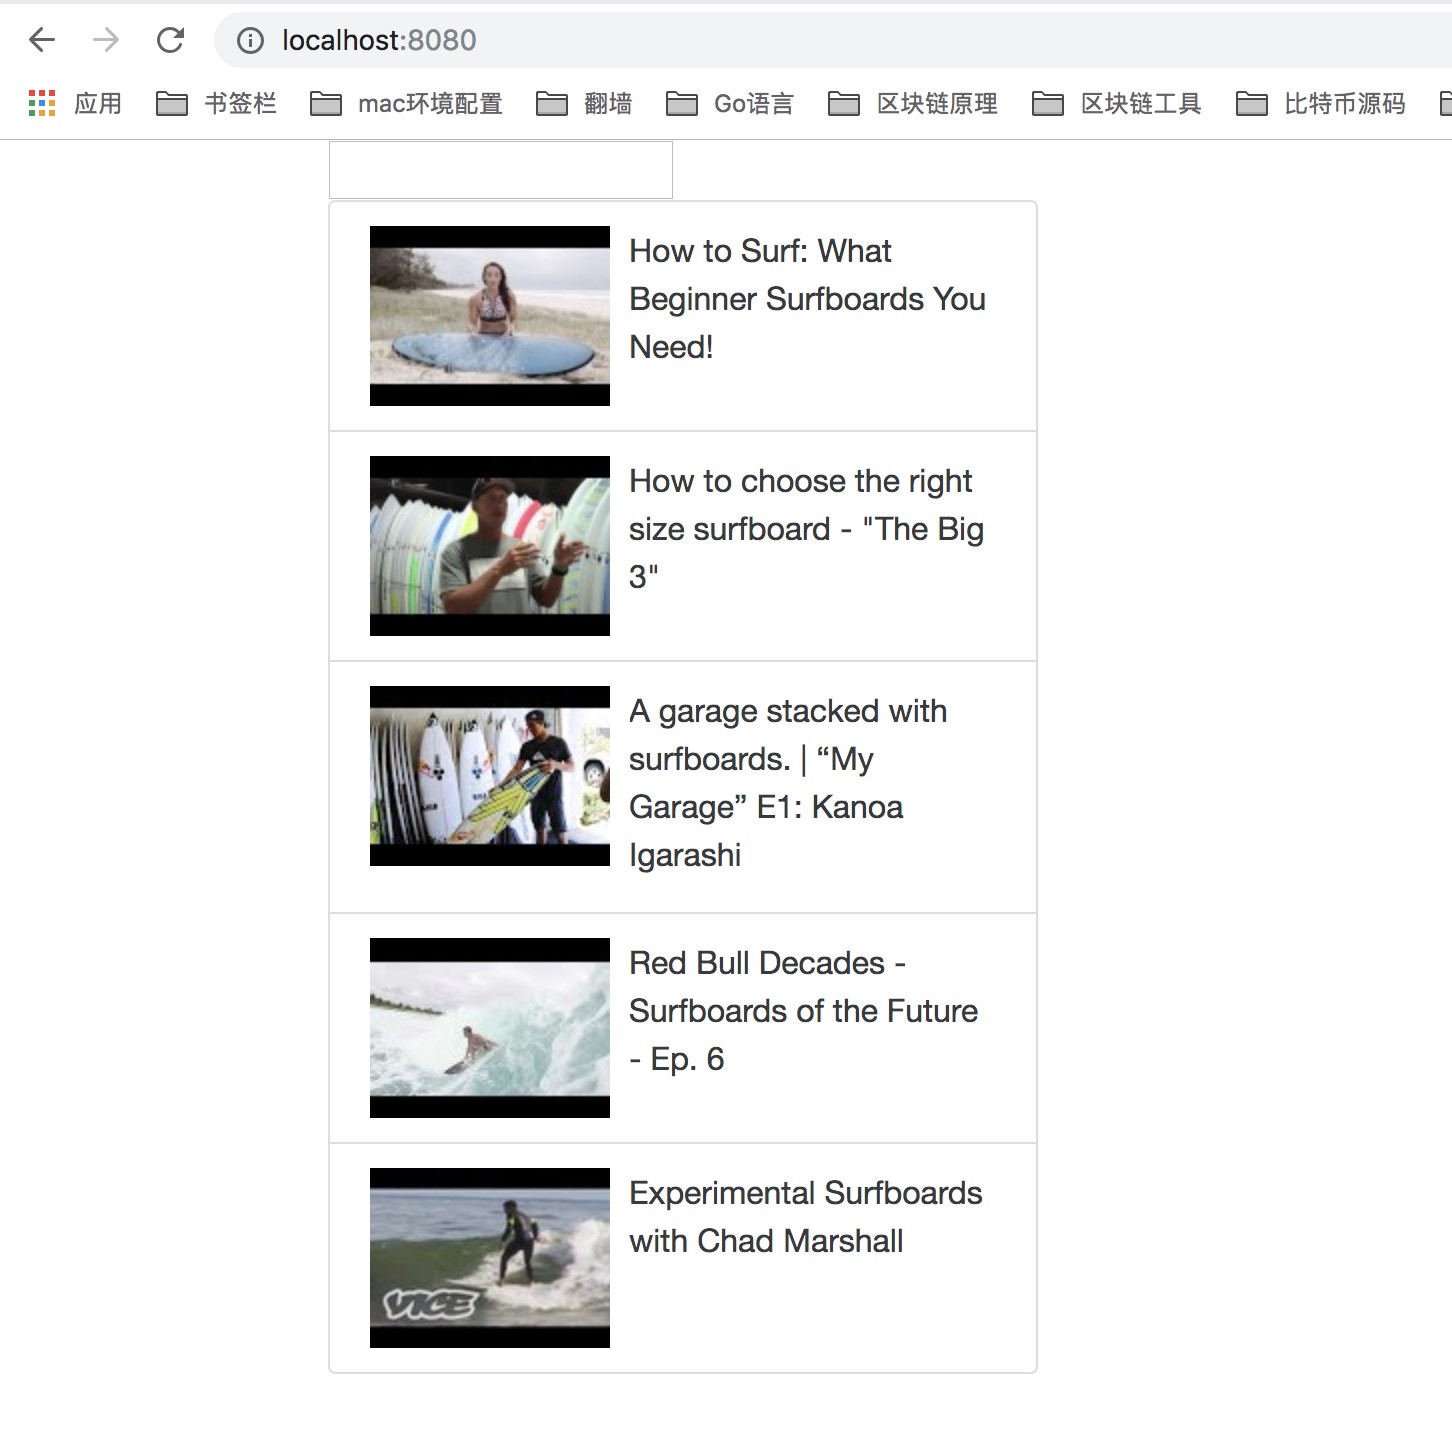 localhost:8080
应用 书签栏 mac环境配置 翻墙 Go语言 区块链原理 区块链工具 比特币源码
How to Surf: What
Beginner Surfboards You
Need!
How to choose the right
size surfboard - "The Big
3"
A garage stacked with
surfboards. | “My
Garage” E1: Kanoa
Igarashi
Red Bull Decades -
Surfboards of the Future
- Ep. 6
Experimental Surfboards
with Chad Marshall
VICE